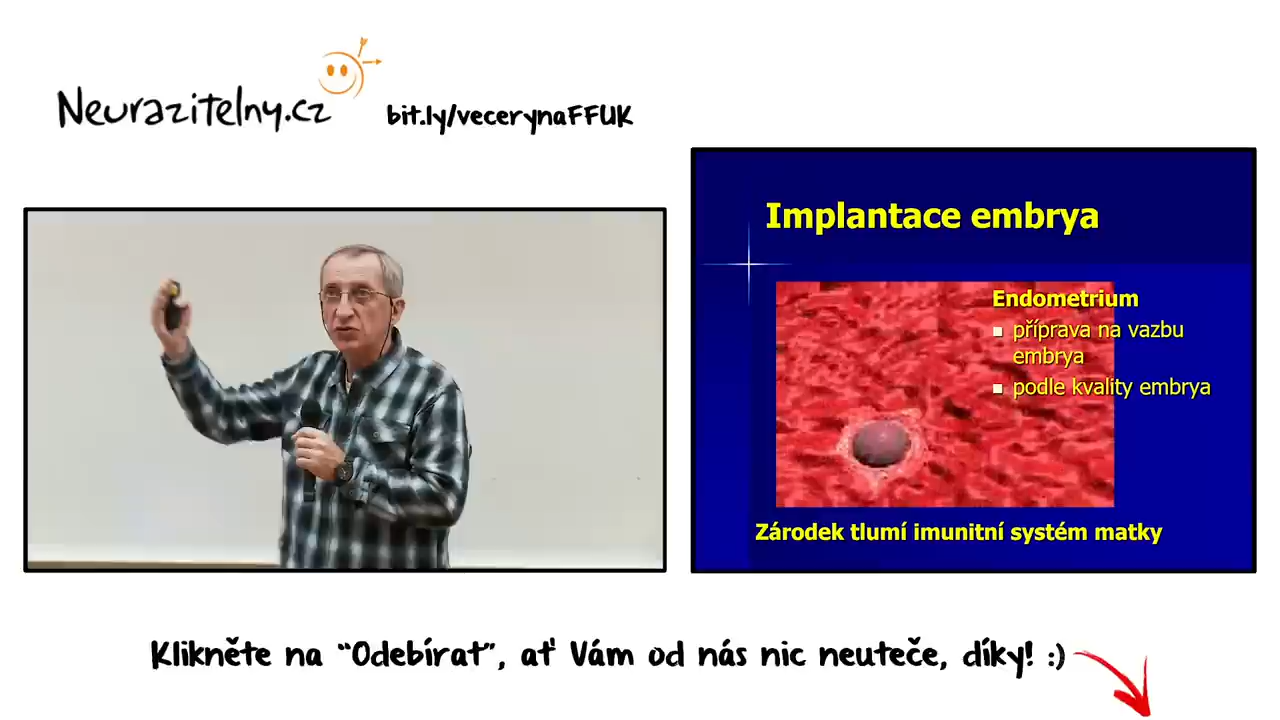 Neurazitelny.cz
bit.ly/vecerynaFFUK
Implantace embrya
Endometrium
příprava na vazbu
embrya
podle kvality embrya
Zárodek tlumí imunitní systém matky
Klikněte na “Odebírat”, ať Vám od nás nic neuteče, díky! :)